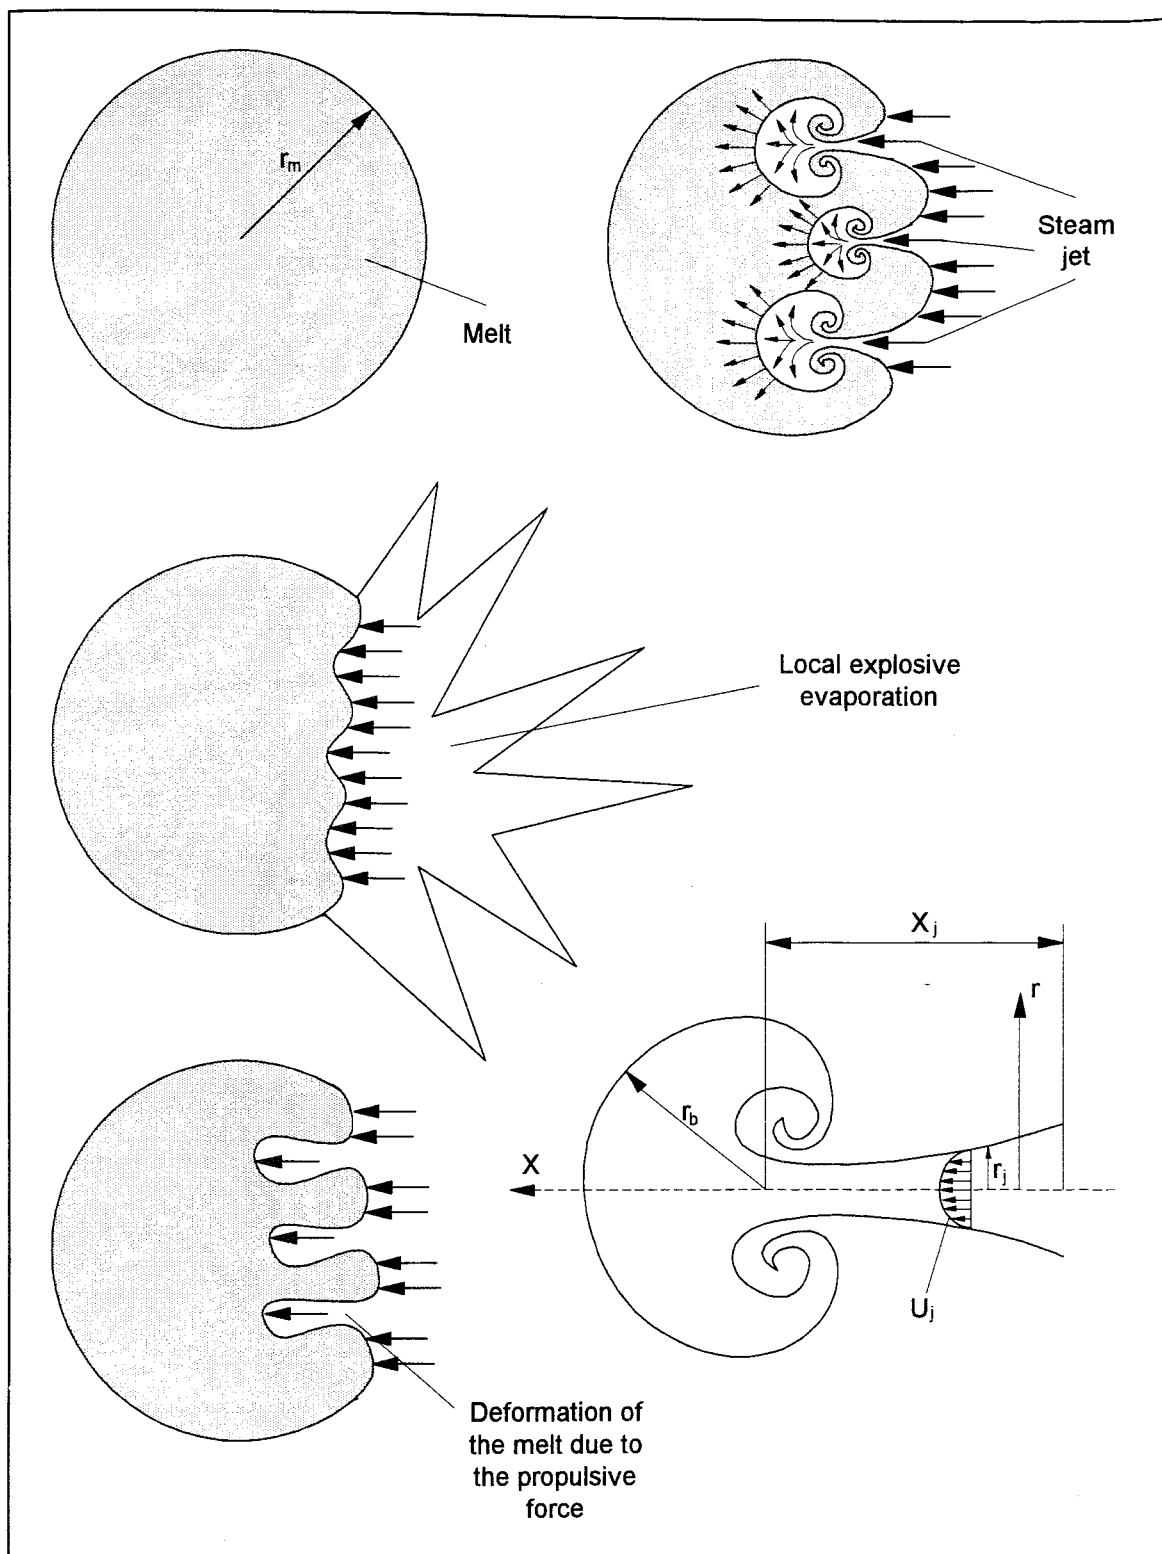 r_m
Melt
Steam
jet
Local explosive
evaporation
X_j
r
r_b
X
r_j
U_j
Deformation of
the melt due to
the propulsive
force